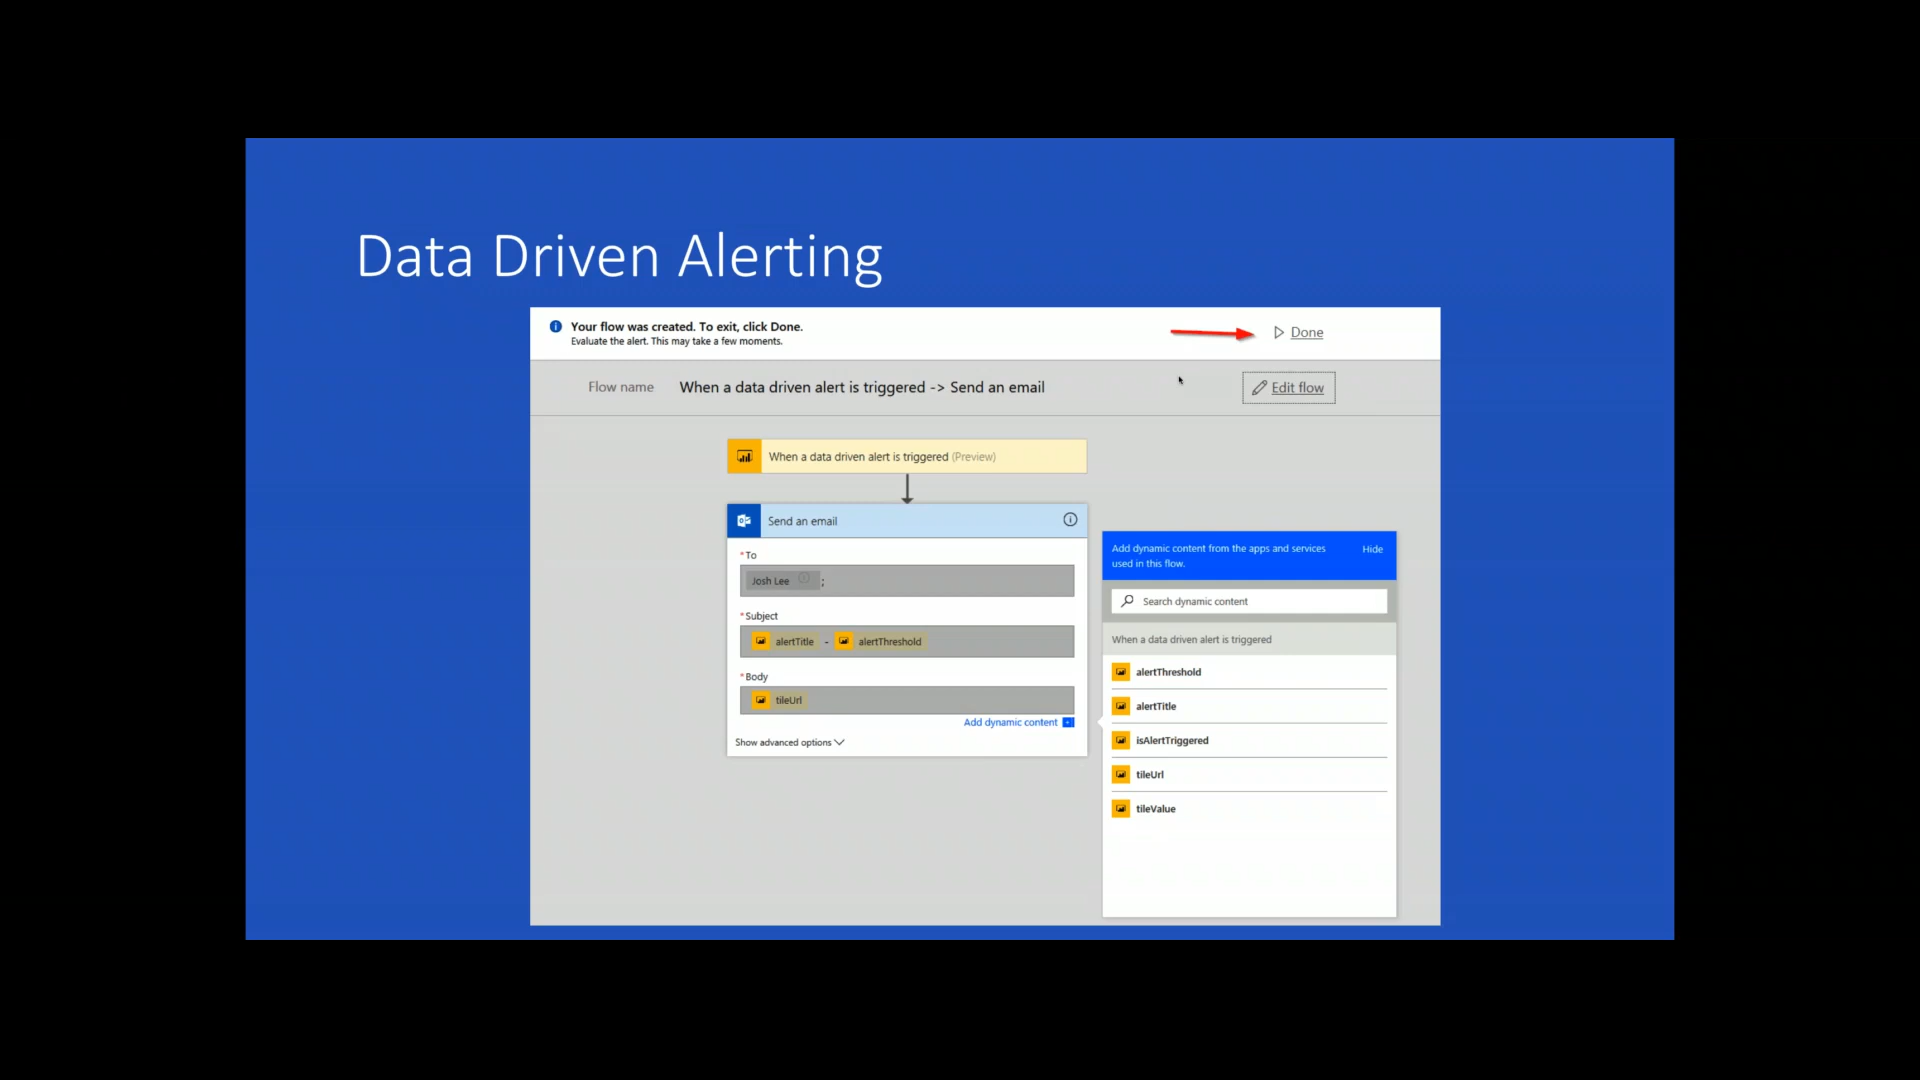 Data Driven Alerting
Your flow was created. To exit, click Done.
Evaluate the alert. This may take a few moments.
Done
Flow name When a data driven alert is triggered -> Send an email
Edit flow
When a data driven alert is triggered (Preview)
Send an email
*To
Josh Lee ;
*Subject
alertTitle - alertThreshold
*Body
tileUrl
Add dynamic content
Show advanced options
Add dynamic content from the apps and services
used in this flow.
Hide
Search dynamic content
When a data driven alert is triggered
alertThreshold
alertTitle
isAlertTriggered
tileUrl
tileValue